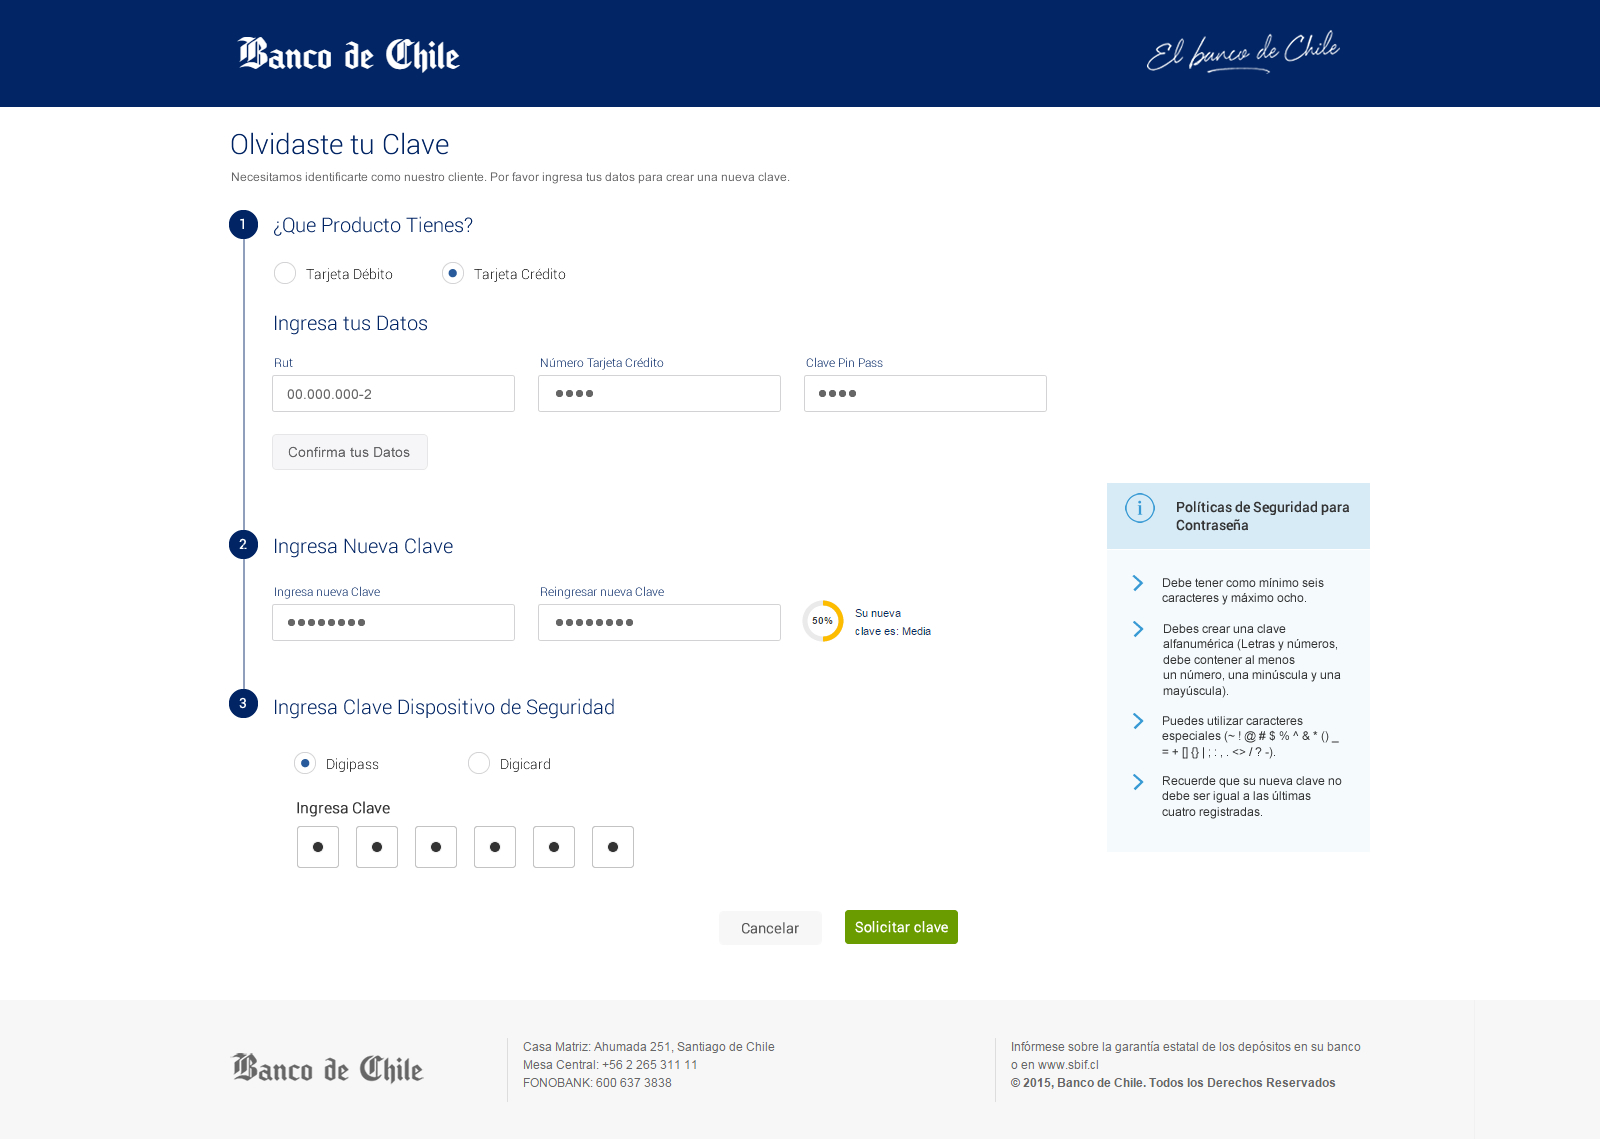 Banco de Chile
El banco de Chile
Olvidaste tu Clave
Necesitamos identificarte como nuestro cliente. Por favor ingresa tus datos para crear una nueva clave.
1 ¿Que Producto Tienes?
Tarjeta Débito Tarjeta Crédito
Ingresa tus Datos
Rut Número Tarjeta Crédito Clave Pin Pass
00.000.000-2 ●●●● ●●●●
Confirma tus Datos
2 Ingresa Nueva Clave
Ingresa nueva Clave Reingresar nueva Clave
●●●●●●●● ●●●●●●●●
50%
Su nueva
clave es: Media
3 Ingresa Clave Dispositivo de Seguridad
Digipass Digicard
Ingresa Clave
● ● ● ● ● ●
Cancelar Solicitar clave
i
Políticas de Seguridad para
Contraseña
Debe tener como mínimo seis
caracteres y máximo ocho.
Debes crear una clave
alfanumérica (Letras y números,
debe contener al menos
un número, una minúscula y una
mayúscula).
Puedes utilizar caracteres
especiales (~ ! @ # $ % ^ & * () _
= + [] {} | ; : , . <> / ? -).
Recuerde que su nueva clave no
debe ser igual a las últimas
cuatro registradas.
Banco de Chile
Casa Matriz: Ahumada 251, Santiago de Chile
Mesa Central: +56 2 265 311 11
FONOBANK: 600 637 3838
Infórmese sobre la garantía estatal de los depósitos en su banco
o en www.sbif.cl
© 2015, Banco de Chile. Todos los Derechos Reservados